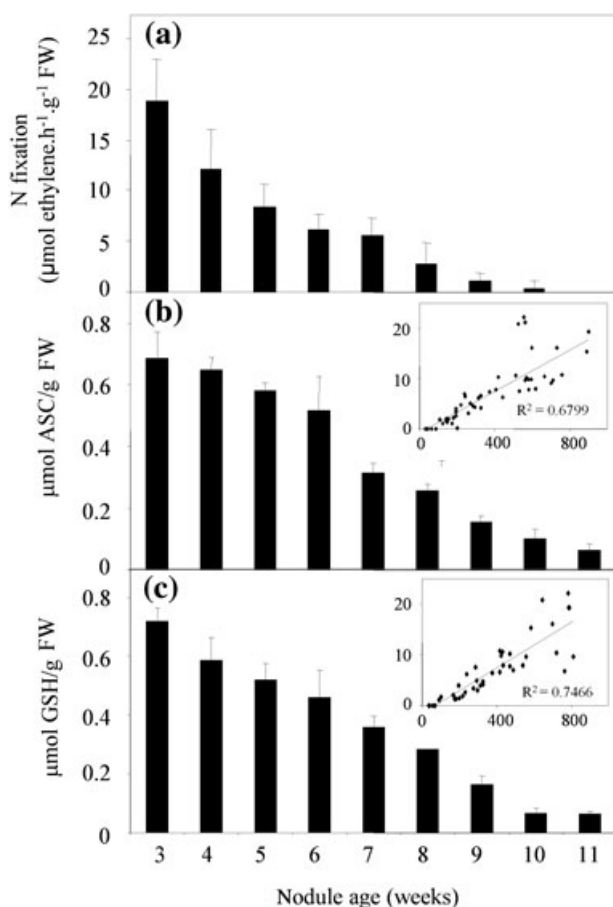 (a)
N fixation
(µmol ethylene.h⁻¹.g⁻¹ FW)
25
20
15
10
5
0
(b)
µmol ASC/g FW
0.8
0.6
0.4
0.2
0
20
10
0
R² = 0.6799
400
800
(c)
µmol GSH/g FW
0.8
0.6
0.4
0.2
0
20
10
0
R² = 0.7466
400
800
3 4 5 6 7 8 9 10 11
Nodule age (weeks)